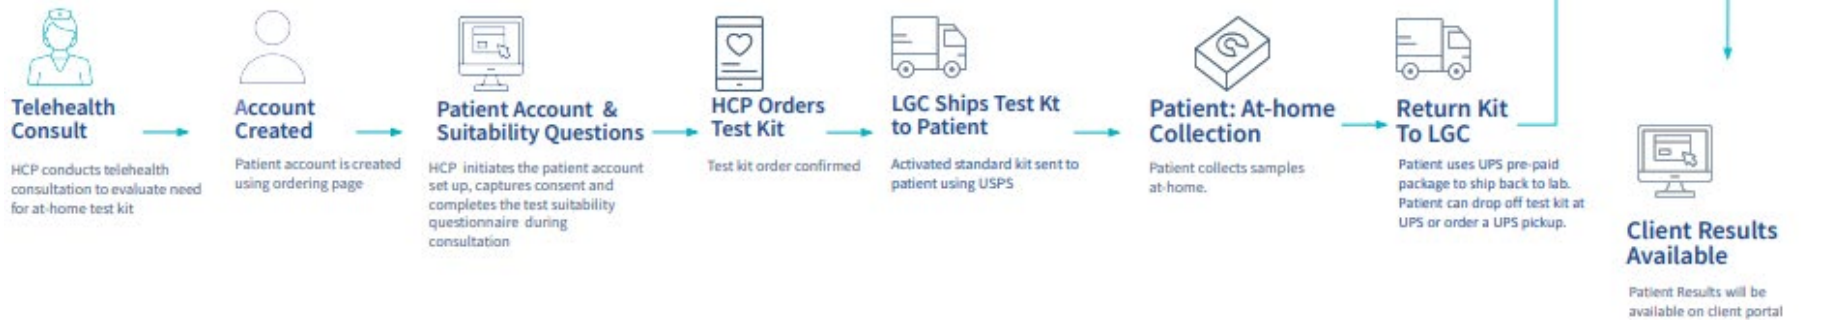 Telehealth
Consult
HCP conducts telehealth
consultation to evaluate need
for at-home test kit
Account
Created
Patient account is created
using ordering page
Patient Account &
Suitability Questions
HCP initiates the patient account
set up, captures consent and
completes the test suitability
questionnaire during
consultation
HCP Orders
Test Kit
Test kit order confirmed
LGC Ships Test Kt
to Patient
Activated standard kit sent to
patient using USPS
Patient: At-home
Collection
Patient collects samples
at-home.
Return Kit
To LGC
Patient uses UPS pre-paid
package to ship back to lab.
Patient can drop off test kit at
UPS or order a UPS pickup.
Client Results
Available
Patient Results will be
available on client portal